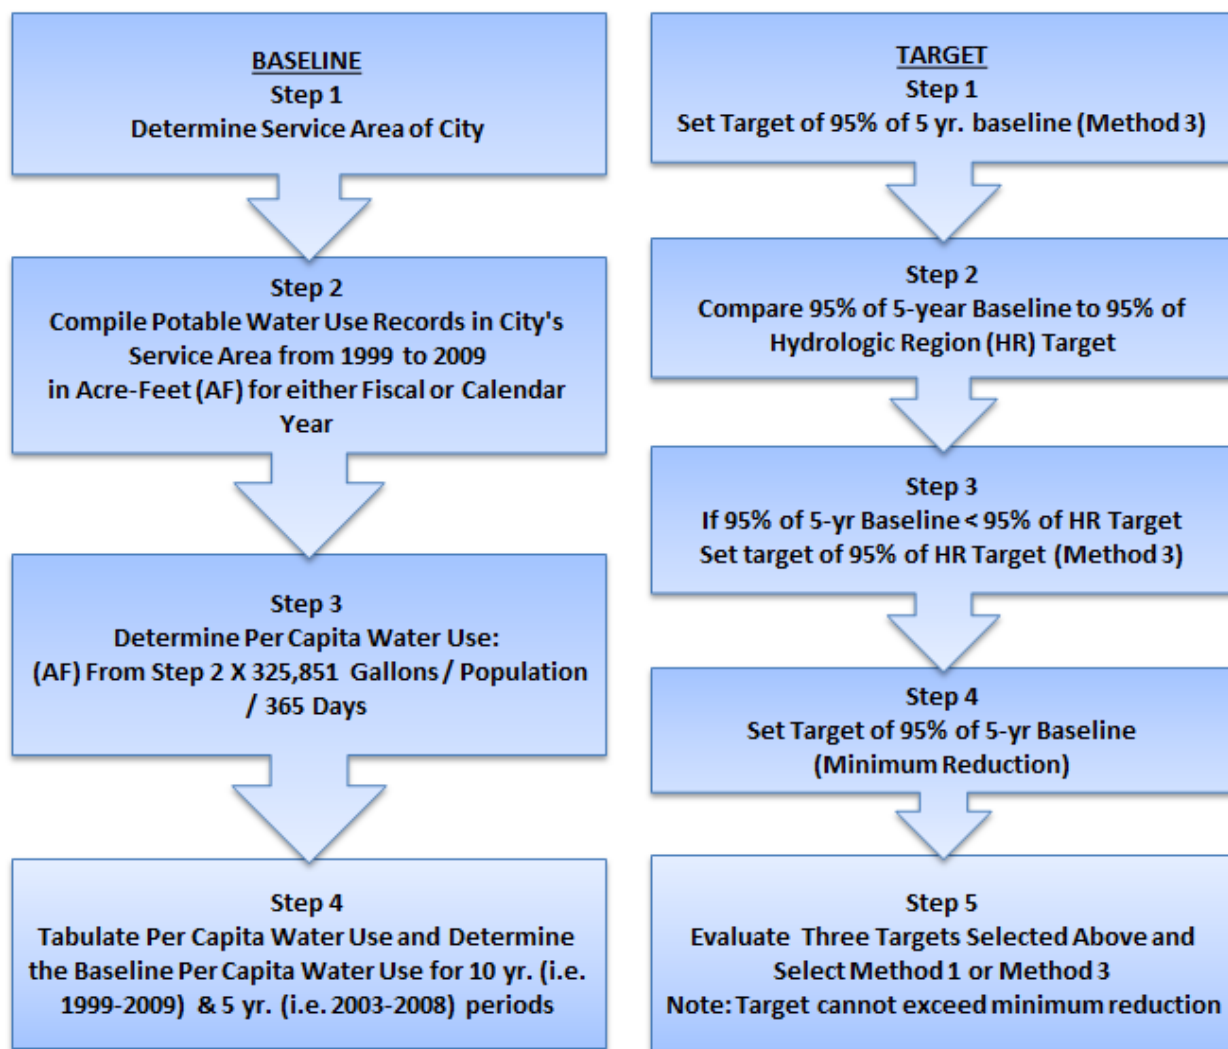 BASELINE
Step 1
Determine Service Area of City
Step 2
Compile Potable Water Use Records in City's
Service Area from 1999 to 2009
in Acre-Feet (AF) for either Fiscal or Calendar
Year
Step 3
Determine Per Capita Water Use:
(AF) From Step 2 X 325,851 Gallons / Population
/ 365 Days
Step 4
Tabulate Per Capita Water Use and Determine
the Baseline Per Capita Water Use for 10 yr. (i.e.
1999-2009) & 5 yr. (i.e. 2003-2008) periods
TARGET
Step 1
Set Target of 95% of 5 yr. baseline (Method 3)
Step 2
Compare 95% of 5-year Baseline to 95% of
Hydrologic Region (HR) Target
Step 3
If 95% of 5-yr Baseline < 95% of HR Target
Set target of 95% of HR Target (Method 3)
Step 4
Set Target of 95% of 5-yr Baseline
(Minimum Reduction)
Step 5
Evaluate Three Targets Selected Above and
Select Method 1 or Method 3
Note: Target cannot exceed minimum reduction